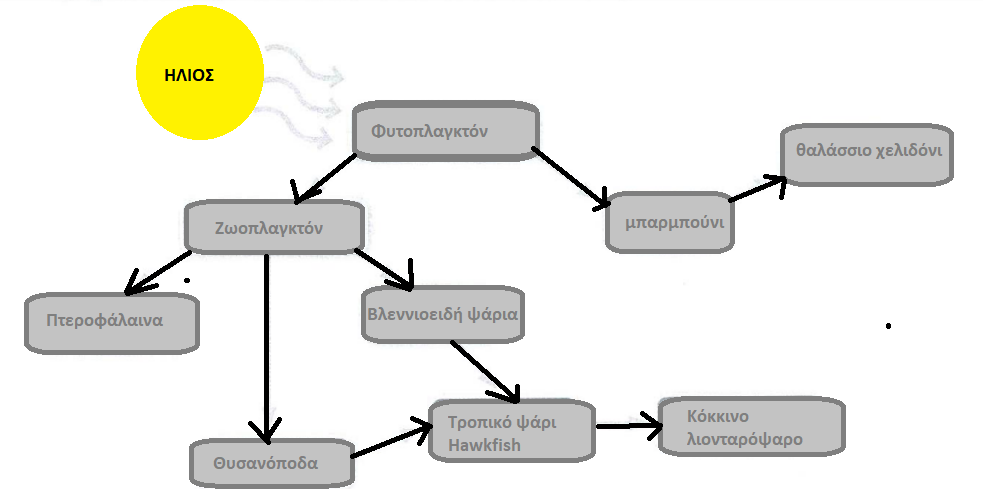 ΗΛΙΟΣ
Φυτοπλαγκτόν
θαλάσσιο χελιδόνι
Ζωοπλαγκτόν
μπαρμπούνι
Πτεροφάλαινα
Βλεννιοειδή ψάρια
Τροπικό ψάρι
Hawkfish
Κόκκινο
λιονταρόψαρο
Θυσανόποδα